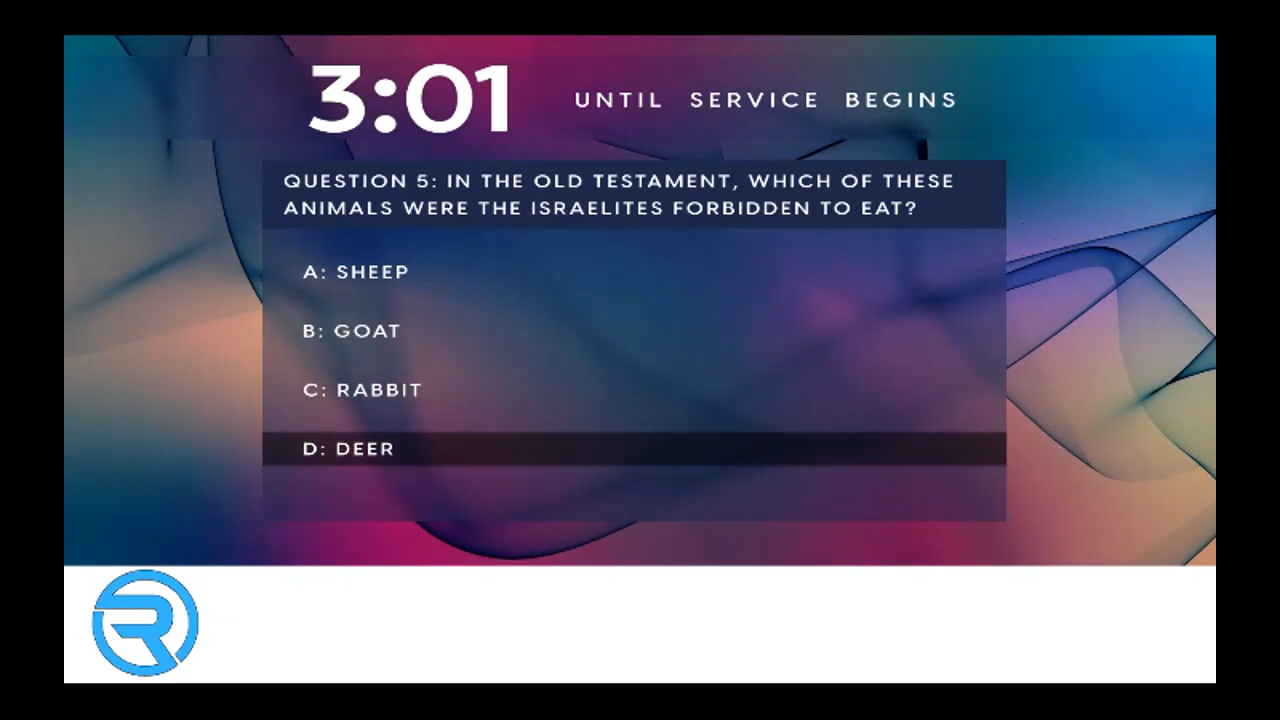 3:01 UNTIL SERVICE BEGINS
QUESTION 5: IN THE OLD TESTAMENT, WHICH OF THESE
ANIMALS WERE THE ISRAELITES FORBIDDEN TO EAT?
A: SHEEP
B: GOAT
C: RABBIT
D: DEER
R